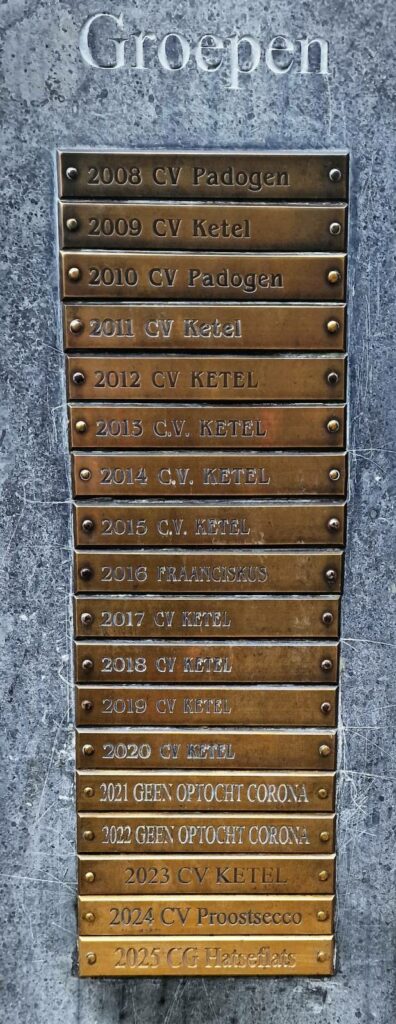 Groepen
2008 CV Padogen
2009 CV Ketel
2010 CV Padogen
2011 CV Ketel
2012 CV KETEL
2013 C.V. KETEL
2014 C.V. KETEL
2015 C.V. KETEL
2016 FRAANCISKUS
2017 CV KETEL
2018 CV KETEL
2019 CV KETEL
2020 CV KETEL
2021 GEEN OPTOCHT CORONA
2022 GEEN OPTOCHT CORONA
2023 CV KETEL
2024 CV Proostsecco
2025 CG Hatseflats